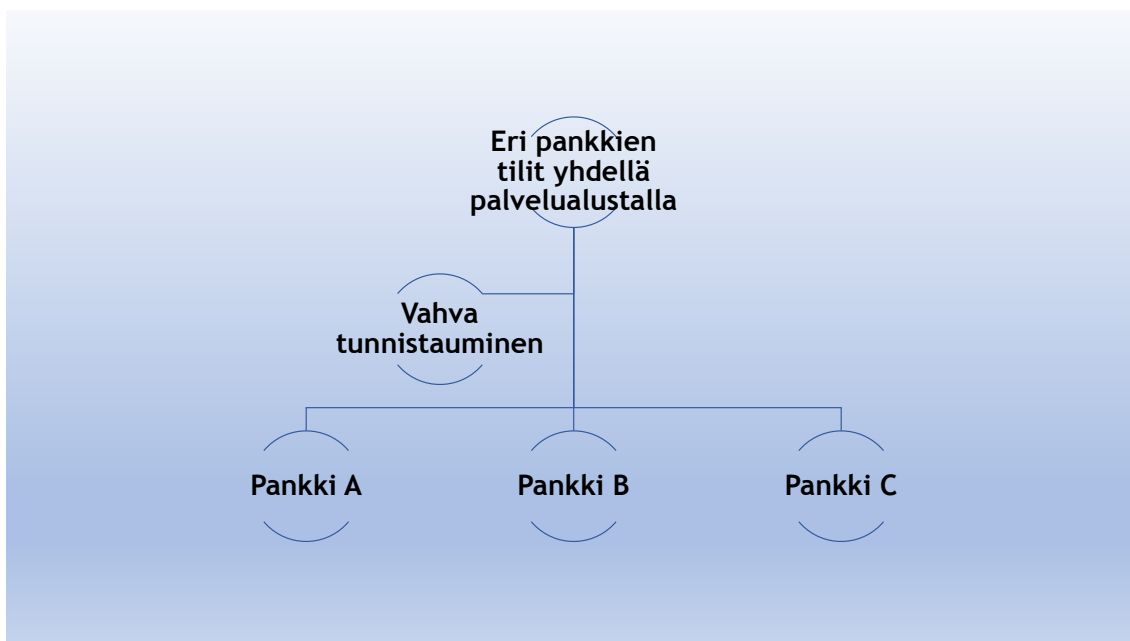 Eri pankkien
tilit yhdellä
palvelualustalla
Vahva
tunnistauminen
Pankki A
Pankki B
Pankki C